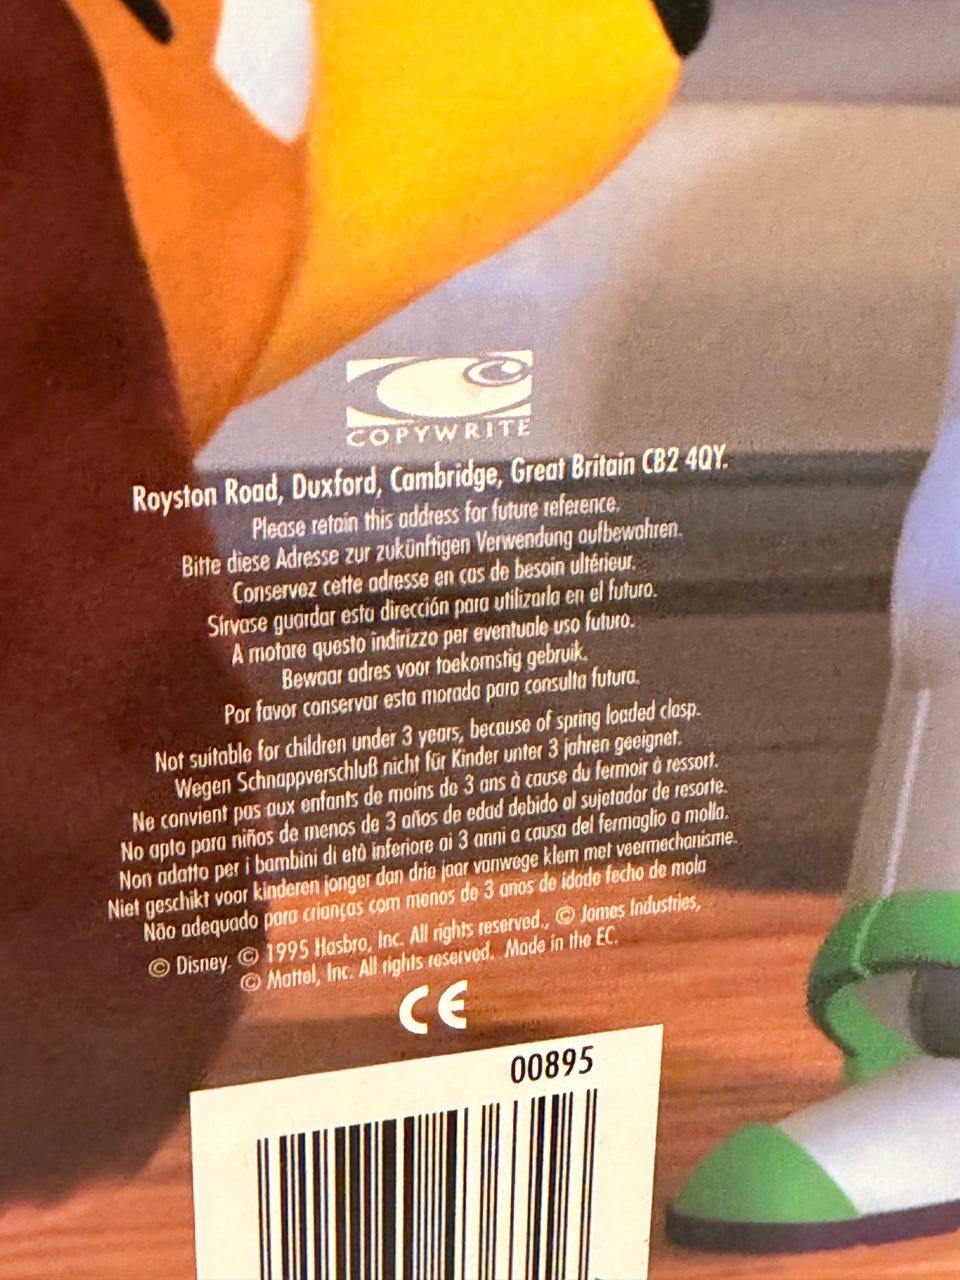 COPYWRITE
Royston Road, Duxford, Cambridge, Great Britain CB2 4QY.
Please retain this address for future reference.
Bitte diese Adresse zur zukünftigen Verwendung aufbewahren.
Conservez cette adresse en cas de besoin ultérieur.
Sírvase guardar esta dirección para utilizarla en el futuro.
A motare questo indirizzo per eventuale uso futuro.
Bewaar adres voor toekomstig gebruik.
Por favor conservar esta morada para consulta futura.
Not suitable for children under 3 years, because of spring loaded clasp.
Wegen Schnappverschluß nicht für Kinder unter 3 jahren geeignet.
Ne convient pas aux enfants de moins de 3 ans à cause du fermoir à ressort.
No apto para niños de menos de 3 años de edad debido al sujetador de resorte.
Non adatto per i bambini di età inferiore ai 3 anni a causa del fermaglio a molla.
Niet geschikt voor kinderen jonger dan drie jaar vanwege klem met veermechanisme.
Não adequado para crianças com menos de 3 anos de idade fecho de mola
© Disney. © 1995 Hasbro, Inc. All rights reserved., © James Industries,
© Mattel, Inc. All rights reserved. Made in the EC.
CE
00895